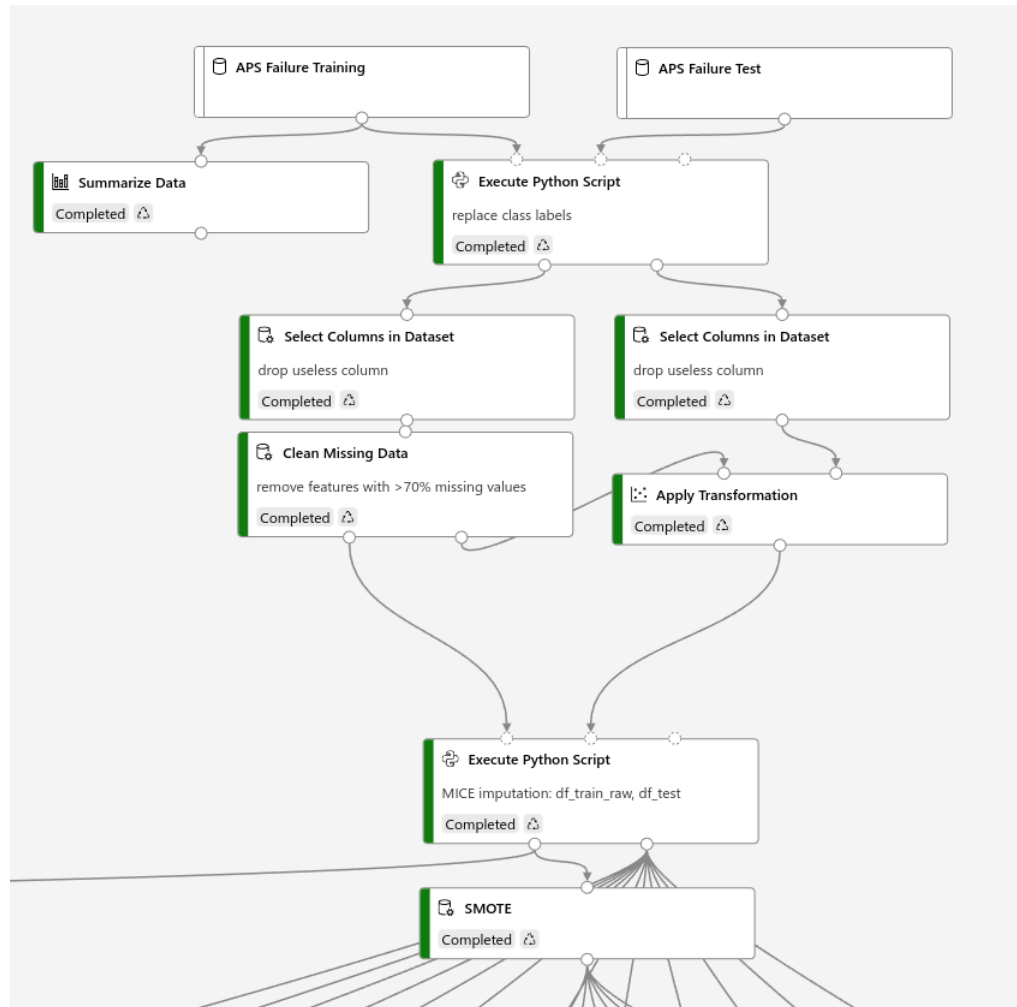 APS Failure Training
APS Failure Test
Summarize Data
Completed
Execute Python Script
replace class labels
Completed
Select Columns in Dataset
drop useless column
Completed
Select Columns in Dataset
drop useless column
Completed
Clean Missing Data
remove features with >70% missing values
Completed
Apply Transformation
Completed
Execute Python Script
MICE imputation: df_train_raw, df_test
Completed
SMOTE
Completed